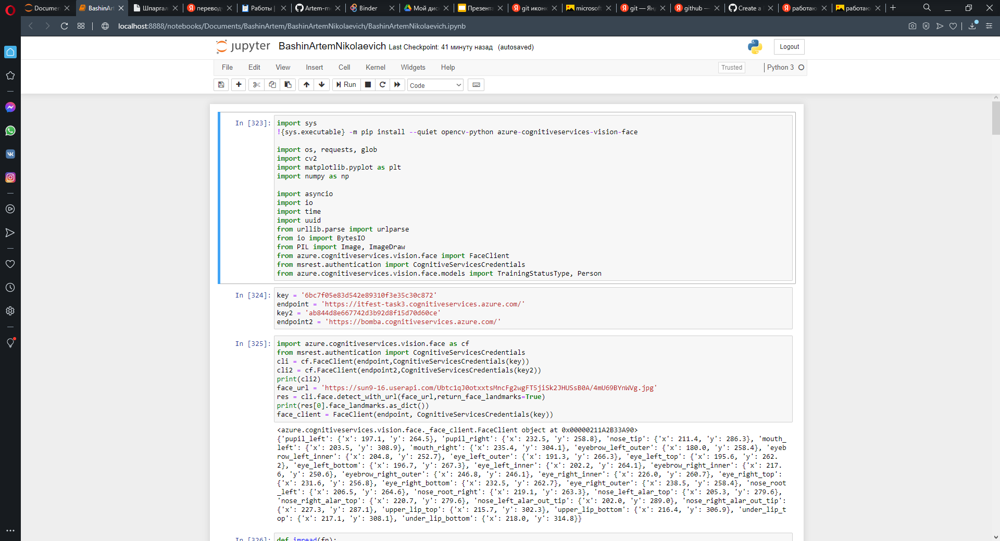 Documen
BashinArt
Шпаргал
переводч
Работы |
Artem-m
Binder
Мой дис
Презента
git икон
microsoft
git — Янд
github —
Create a
работаю
работаю
localhost:8888/notebooks/Documents/BashinArtem/BashinArtemNikolaevich/BashinArtemNikolaevich.ipynb
jupyter BashinArtemNikolaevich Last Checkpoint: 41 минуту назад (autosaved)
Logout
File Edit View Insert Cell Kernel Widgets Help
Trusted Python 3
Run Code
In [323]:
import sys
!{sys.executable} -m pip install --quiet opencv-python azure-cognitiveservices-vision-face
import os, requests, glob
import cv2
import matplotlib.pyplot as plt
import numpy as np
import asyncio
import io
import time
import uuid
from urllib.parse import urlparse
from io import BytesIO
from PIL import Image, ImageDraw
from azure.cognitiveservices.vision.face import FaceClient
from msrest.authentication import CognitiveServicesCredentials
from azure.cognitiveservices.vision.face.models import TrainingStatusType, Person
In [324]:
key = '6bc7f05e83d542e89310f3e35c30c872'
endpoint = 'https://itfest-task3.cognitiveservices.azure.com/'
key2 = 'ab844d8e667742d3b92d8f15d70d60ce'
endpoint2 = 'https://bomba.cognitiveservices.azure.com/'
In [325]:
import azure.cognitiveservices.vision.face as cf
from msrest.authentication import CognitiveServicesCredentials
cli = cf.FaceClient(endpoint,CognitiveServicesCredentials(key))
cli2 = cf.FaceClient(endpoint2,CognitiveServicesCredentials(key2))
print(cli2)
face_url = 'https://sun9-16.userapi.com/Ubtc1qJ0otxxtsMncFg2wgFT5jiSk2JHUSsB0A/4mU69BYnWVg.jpg'
res = cli.face.detect_with_url(face_url,return_face_landmarks=True)
print(res[0].face_landmarks.as_dict())
face_client = FaceClient(endpoint, CognitiveServicesCredentials(key))
<azure.cognitiveservices.vision.face._face_client.FaceClient object at 0x00000211A2B33A90>
{'pupil_left': {'x': 197.1, 'y': 264.5}, 'pupil_right': {'x': 232.5, 'y': 258.8}, 'nose_tip': {'x': 211.4, 'y': 286.3}, 'mouth_
left': {'x': 203.5, 'y': 308.9}, 'mouth_right': {'x': 235.4, 'y': 304.1}, 'eyebrow_left_outer': {'x': 180.0, 'y': 258.4}, 'eyeb
row_left_inner': {'x': 204.8, 'y': 252.7}, 'eye_left_outer': {'x': 191.3, 'y': 266.3}, 'eye_left_top': {'x': 195.6, 'y': 262.
2}, 'eye_left_bottom': {'x': 196.7, 'y': 267.3}, 'eye_left_inner': {'x': 202.2, 'y': 264.1}, 'eyebrow_right_inner': {'x': 217.
6, 'y': 250.6}, 'eyebrow_right_outer': {'x': 246.8, 'y': 246.1}, 'eye_right_inner': {'x': 226.0, 'y': 260.7}, 'eye_right_top':
{'x': 231.6, 'y': 256.8}, 'eye_right_bottom': {'x': 232.5, 'y': 262.7}, 'eye_right_outer': {'x': 238.5, 'y': 258.4}, 'nose_root
_left': {'x': 206.5, 'y': 264.6}, 'nose_root_right': {'x': 219.1, 'y': 263.3}, 'nose_left_alar_top': {'x': 205.3, 'y': 279.6},
'nose_right_alar_top': {'x': 220.7, 'y': 279.6}, 'nose_left_alar_out_tip': {'x': 202.0, 'y': 289.0}, 'nose_right_alar_out_tip':
{'x': 227.3, 'y': 287.1}, 'upper_lip_top': {'x': 215.7, 'y': 302.3}, 'upper_lip_bottom': {'x': 216.4, 'y': 306.9}, 'under_lip_t
op': {'x': 217.1, 'y': 308.1}, 'under_lip_bottom': {'x': 218.0, 'y': 314.8}}
In [326]:
def imread(fn):